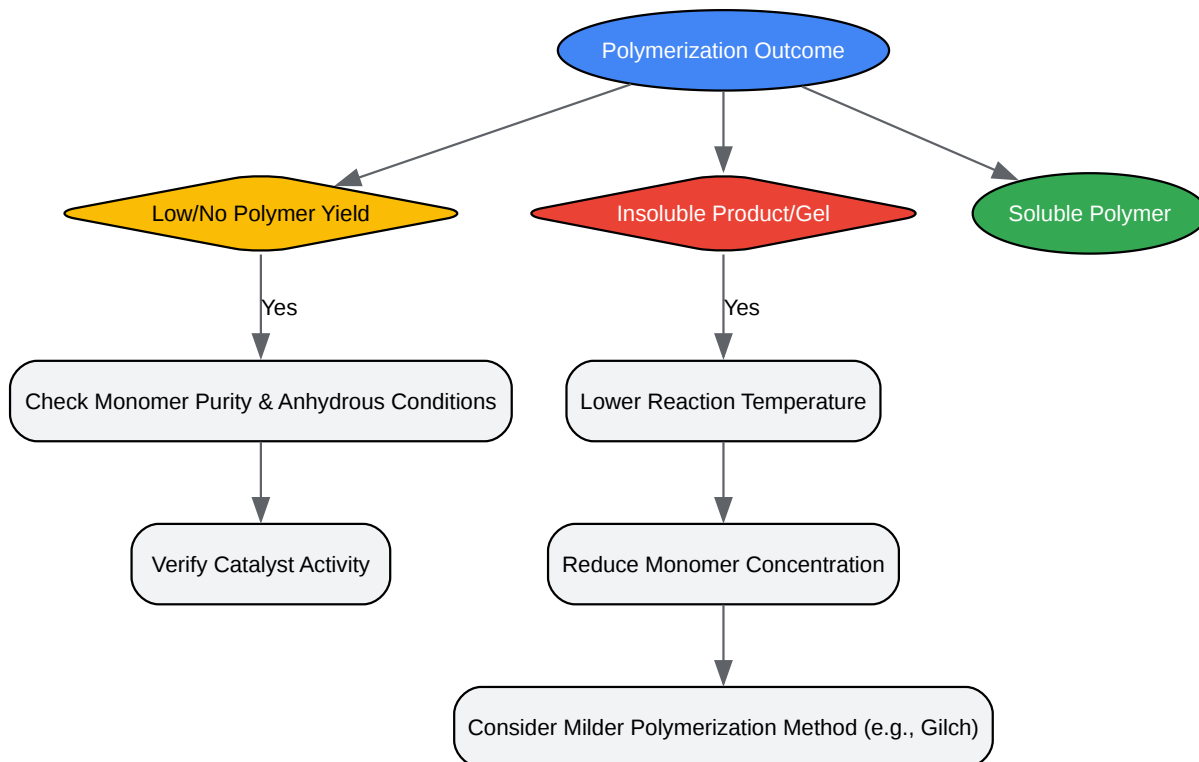 Polymerization Outcome
Low/No Polymer Yield
Insoluble Product/Gel
Soluble Polymer
Yes
Yes
Check Monomer Purity & Anhydrous Conditions
Lower Reaction Temperature
Verify Catalyst Activity
Reduce Monomer Concentration
Consider Milder Polymerization Method (e.g., Gilch)